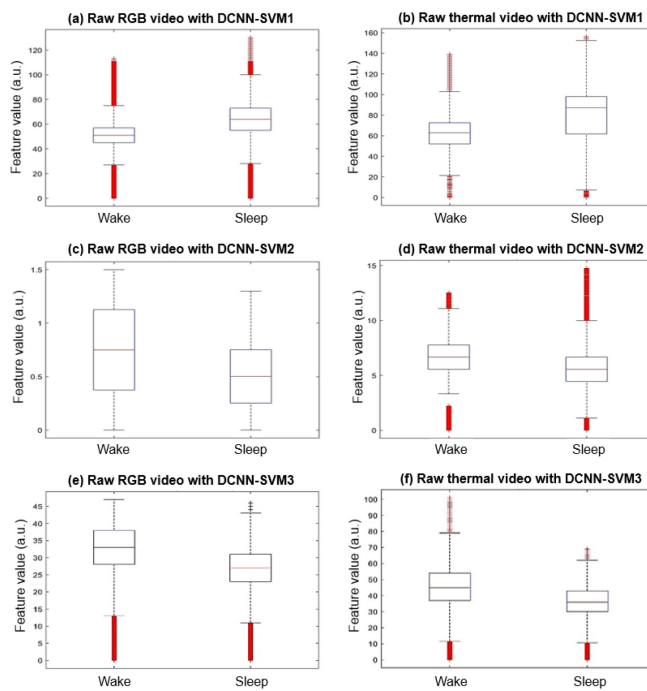 (a) Raw RGB video with DCNN-SVM1
Feature value (a.u.)
120
100
80
60
40
20
0
Wake Sleep
(b) Raw thermal video with DCNN-SVM1
Feature value (a.u.)
160
140
120
100
80
60
40
20
0
Wake Sleep
(c) Raw RGB video with DCNN-SVM2
Feature value (a.u.)
1.5
1
0.5
0
Wake Sleep
(d) Raw thermal video with DCNN-SVM2
Feature value (a.u.)
15
10
5
0
Wake Sleep
(e) Raw RGB video with DCNN-SVM3
Feature value (a.u.)
45
40
35
30
25
20
15
10
5
0
Wake Sleep
(f) Raw thermal video with DCNN-SVM3
Feature value (a.u.)
100
90
80
70
60
50
40
30
20
10
0
Wake Sleep